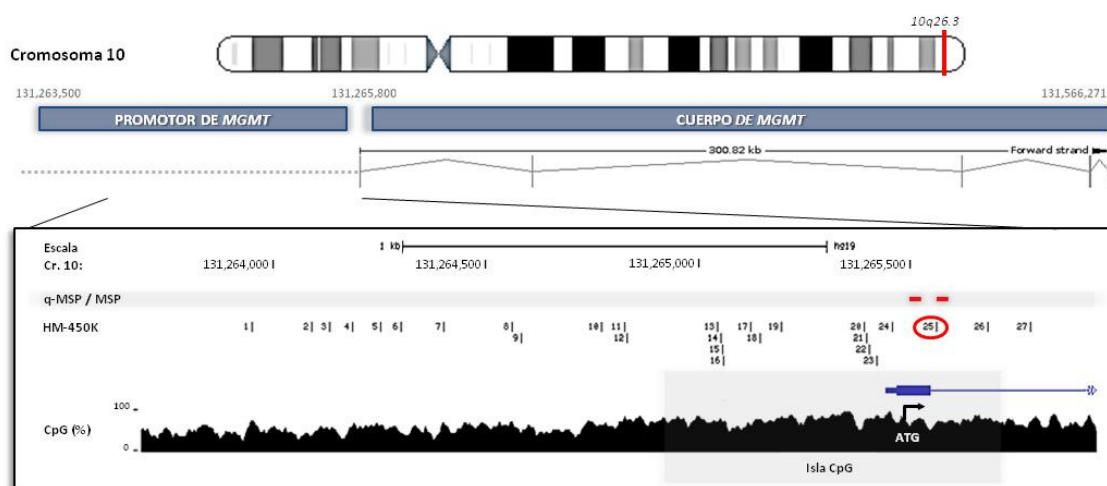 10q26.3
Cromosoma 10
131,263,500 131,265,800 131,566,271
PROMOTOR DE MGMT CUERPO DE MGMT
300.82 kb Forward strand
Escala 1 kb hg19
Cr. 10: 131,264,000 131,264,500 131,265,000 131,265,500
q-MSP / MSP
HM-450K 1 2 3 4 5 6 7 8 10 11 13 17 19 20 24 25 26 27
9 12 14 18 21
15 22
16 23
100
CpG (%)
0
ATG
Isla CpG